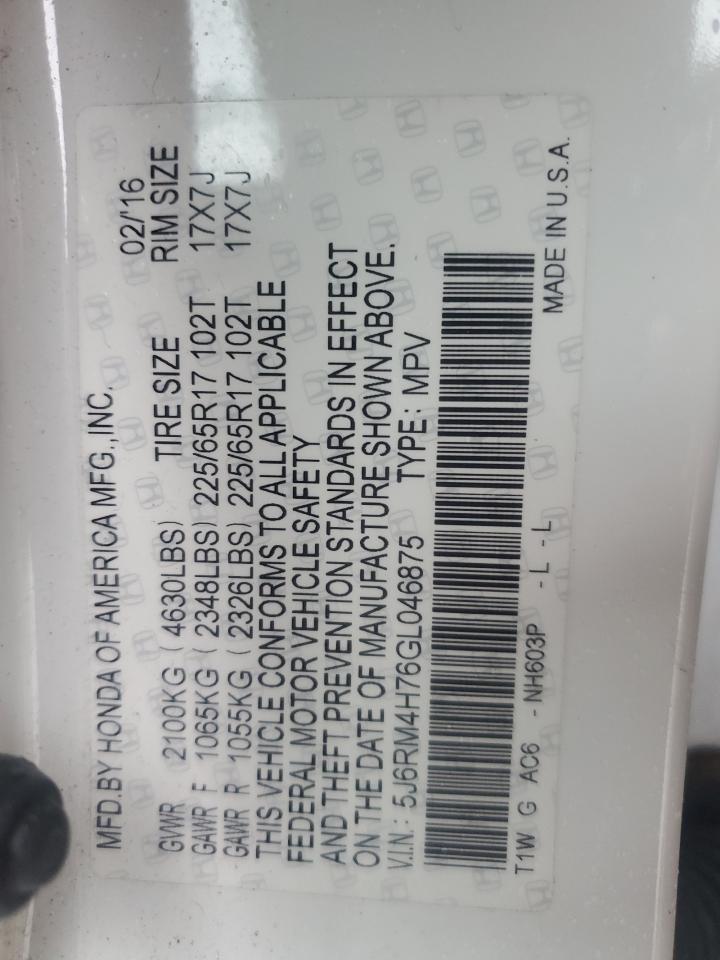 MFD.BY HONDA OF AMERICA MFG.,INC. 02/'16
GVWR 2100KG ( 4630LBS) TIRE SIZE RIM SIZE
GAWR F 1065KG ( 2348LBS) 225/65R17 102T 17X7J
GAWR R 1055KG ( 2326LBS) 225/65R17 102T 17X7J
THIS VEHICLE CONFORMS TO ALL APPLICABLE
FEDERAL MOTOR VEHICLE SAFETY
AND THEFT PREVENTION STANDARDS IN EFFECT
ON THE DATE OF MANUFACTURE SHOWN ABOVE.
V.I.N.: 5J6RM4H76GL046875 TYPE: MPV
T1W G AC6 - NH603P - L - L
MADE IN U.S.A.